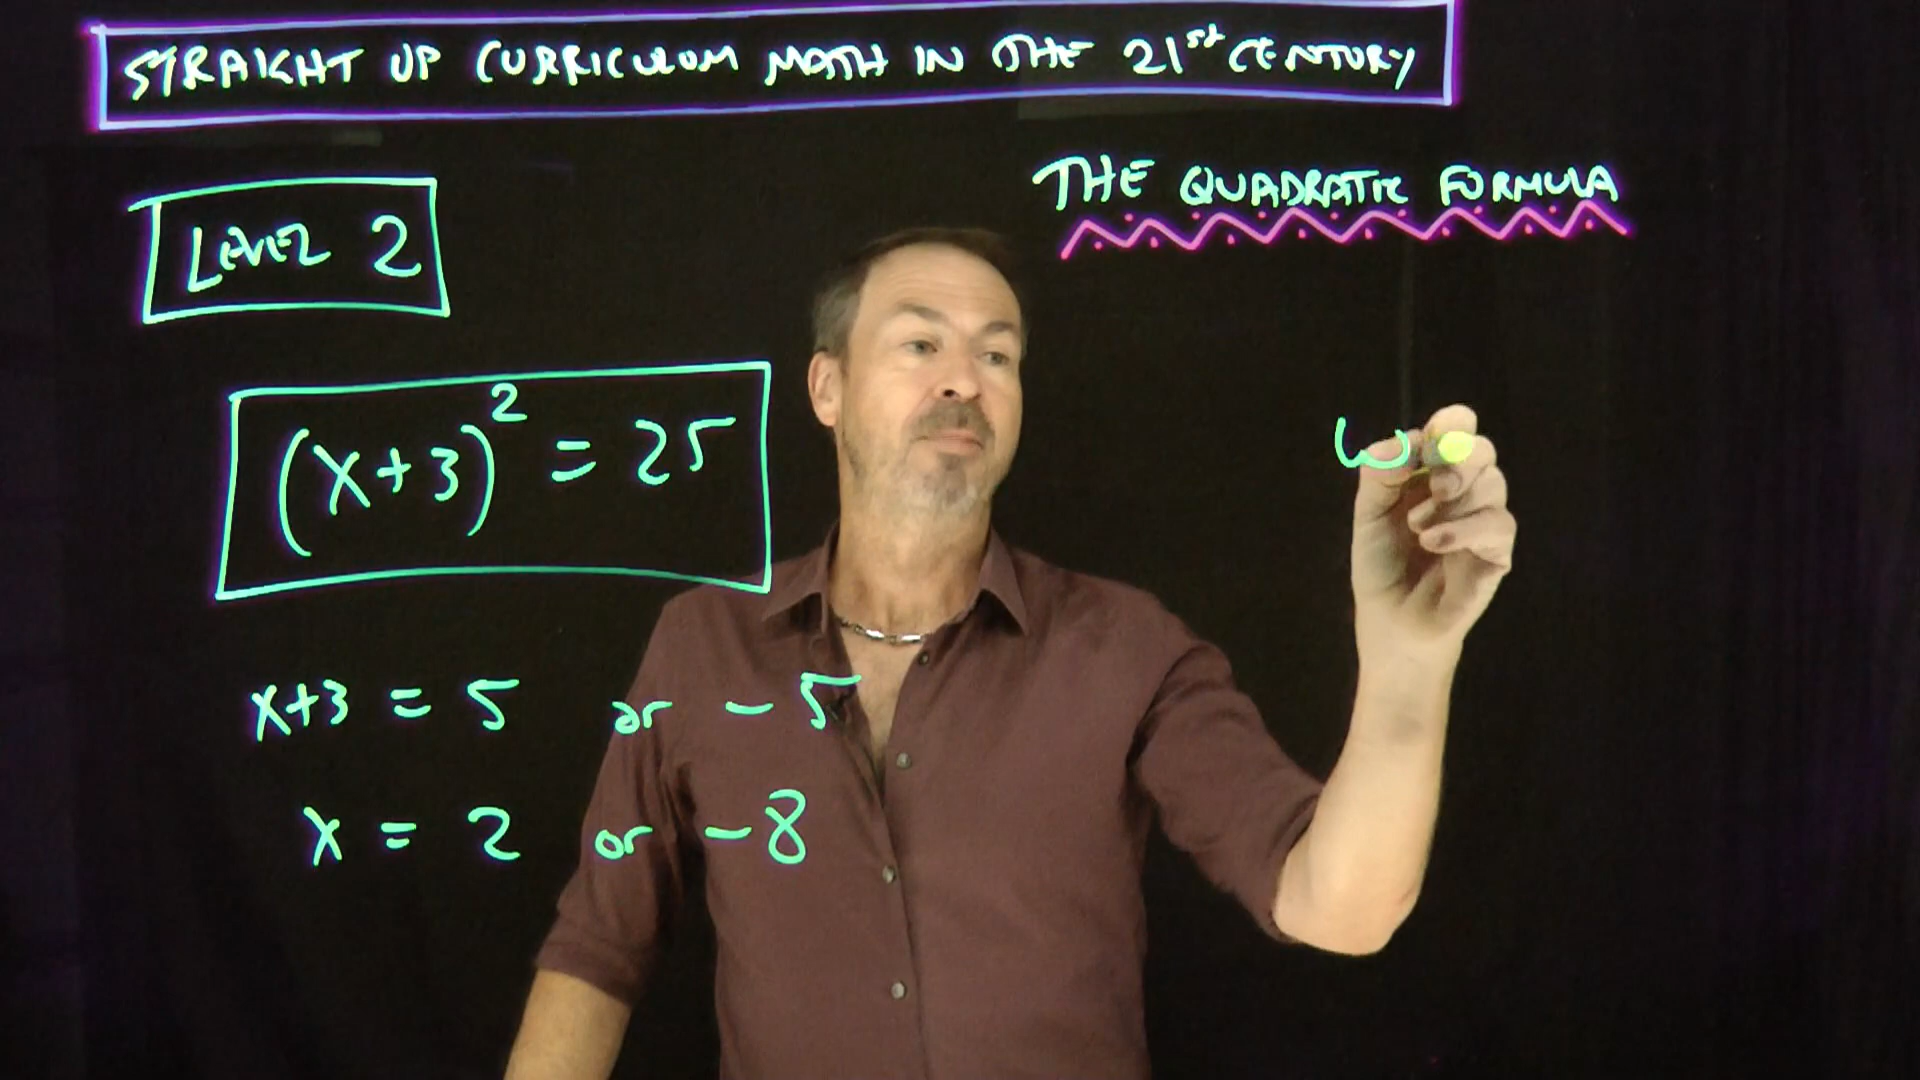 STRAIGHT UP CURRICULUM MATH IN THE 21st CENTURY
THE QUADRATIC FORMULA
LEVEL 2
(x+3)² = 25
W
x+3 = 5 or -5
x = 2 or -8